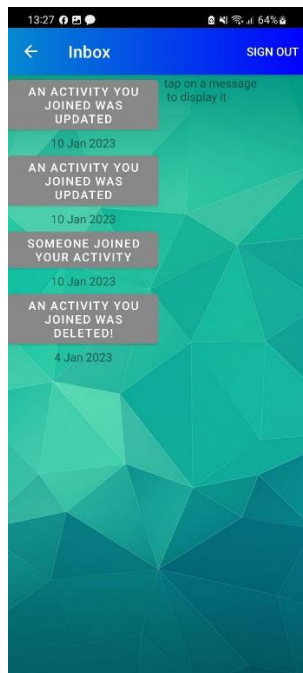 13:27 64%
Inbox SIGN OUT
AN ACTIVITY YOU
JOINED WAS
UPDATED
tap on a message
to display it
10 Jan 2023
AN ACTIVITY YOU
JOINED WAS
UPDATED
10 Jan 2023
SOMEONE JOINED
YOUR ACTIVITY
10 Jan 2023
AN ACTIVITY YOU
JOINED WAS
DELETED!
4 Jan 2023